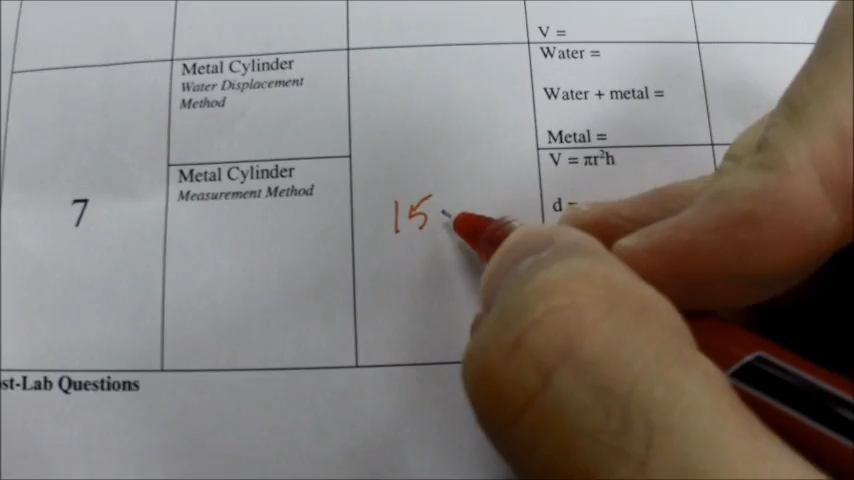 V =
Metal Cylinder
Water Displacement
Method
Water =
Water + metal =
Metal =
7
Metal Cylinder
Measurement Method
15
V = πr²h
d =
st-Lab Questions